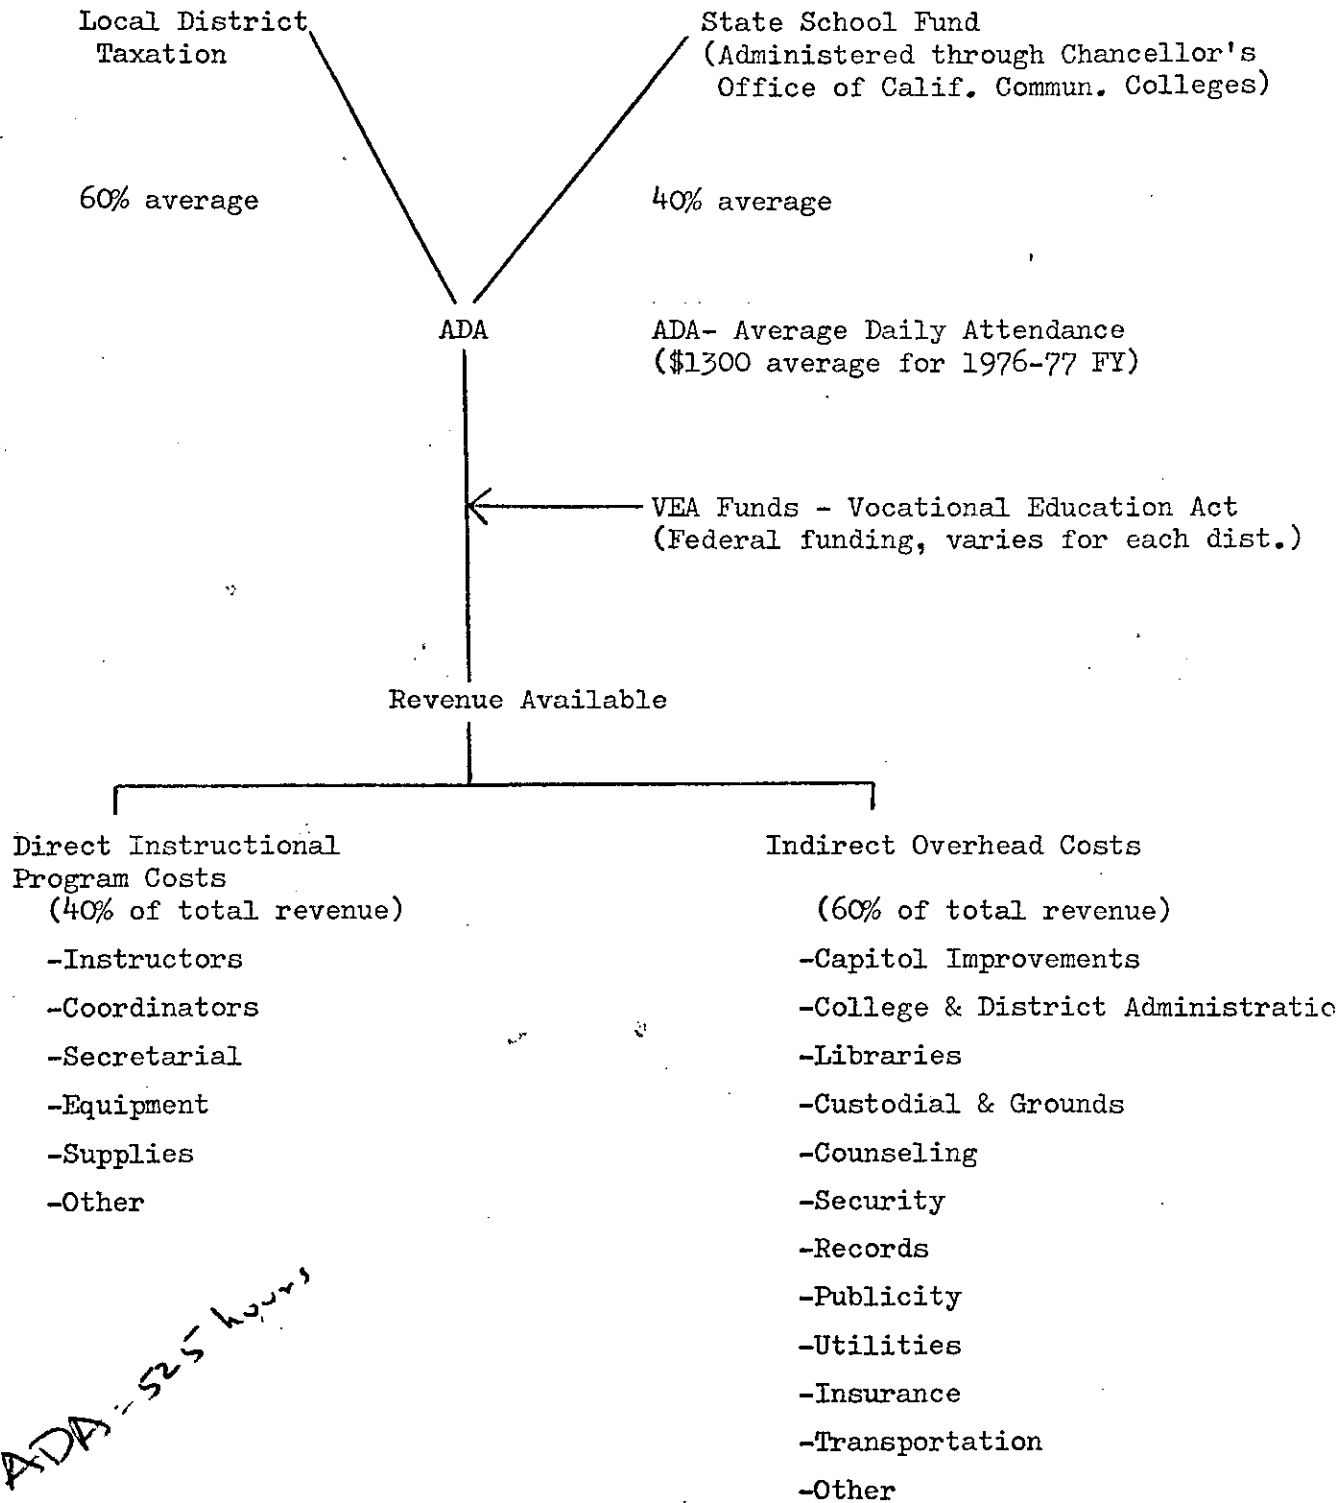 Local District
Taxation
State School Fund
(Administered through Chancellor's
Office of Calif. Commun. Colleges)
60% average
40% average
ADA
ADA- Average Daily Attendance
($1300 average for 1976-77 FY)
VEA Funds - Vocational Education Act
(Federal funding, varies for each dist.)
Revenue Available
Direct Instructional
Program Costs
(40% of total revenue)
-Instructors
-Coordinators
-Secretarial
-Equipment
-Supplies
-Other
Indirect Overhead Costs
(60% of total revenue)
-Capitol Improvements
-College & District Administratio
-Libraries
-Custodial & Grounds
-Counseling
-Security
-Records
-Publicity
-Utilities
-Insurance
-Transportation
-Other
ADA - 525 hours